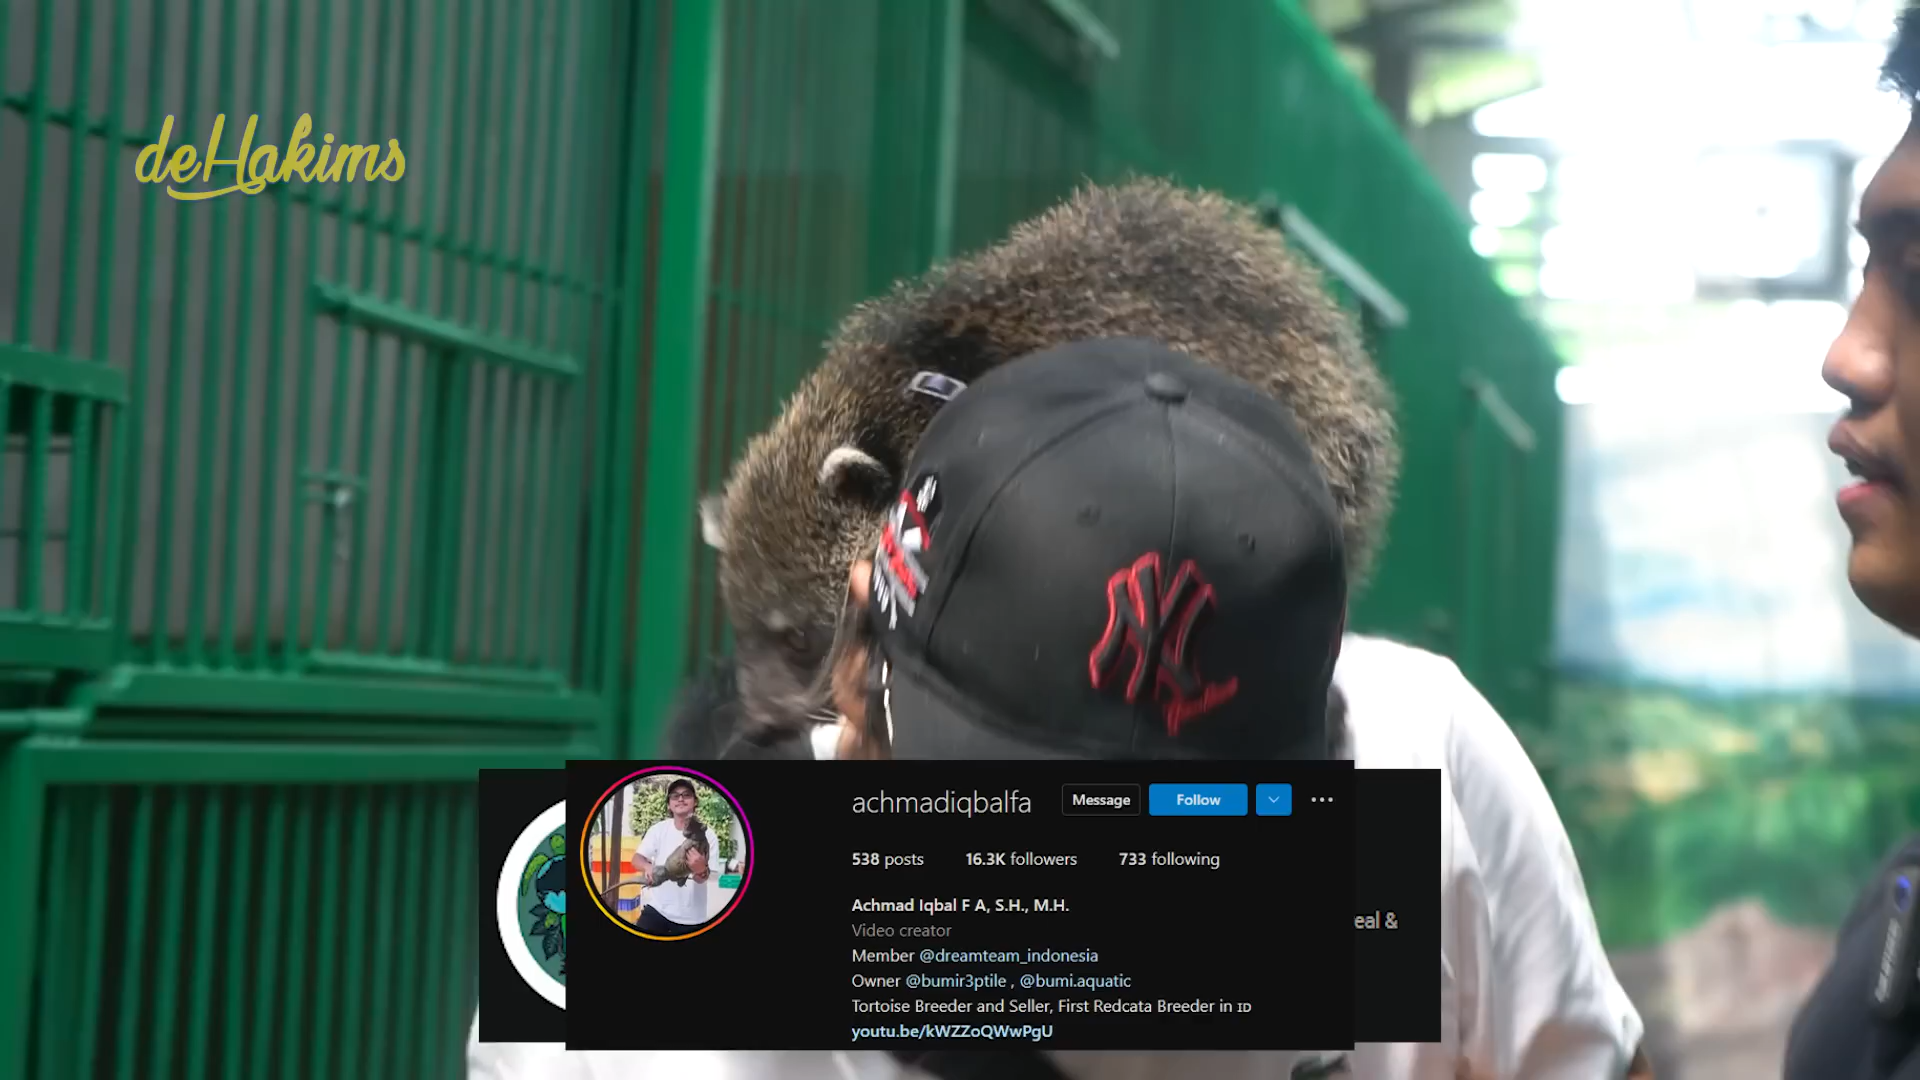 deHakims
NY
achmadiqbalfa Message Follow
538 posts 16.3K followers 733 following
Achmad Iqbal F A, S.H., M.H.
Video creator
Member @dreamteam_indonesia
Owner @bumir3ptile , @bumi.aquatic
Tortoise Breeder and Seller, First Redcata Breeder in ID
youtu.be/kWZZoQWwPgU
eal &